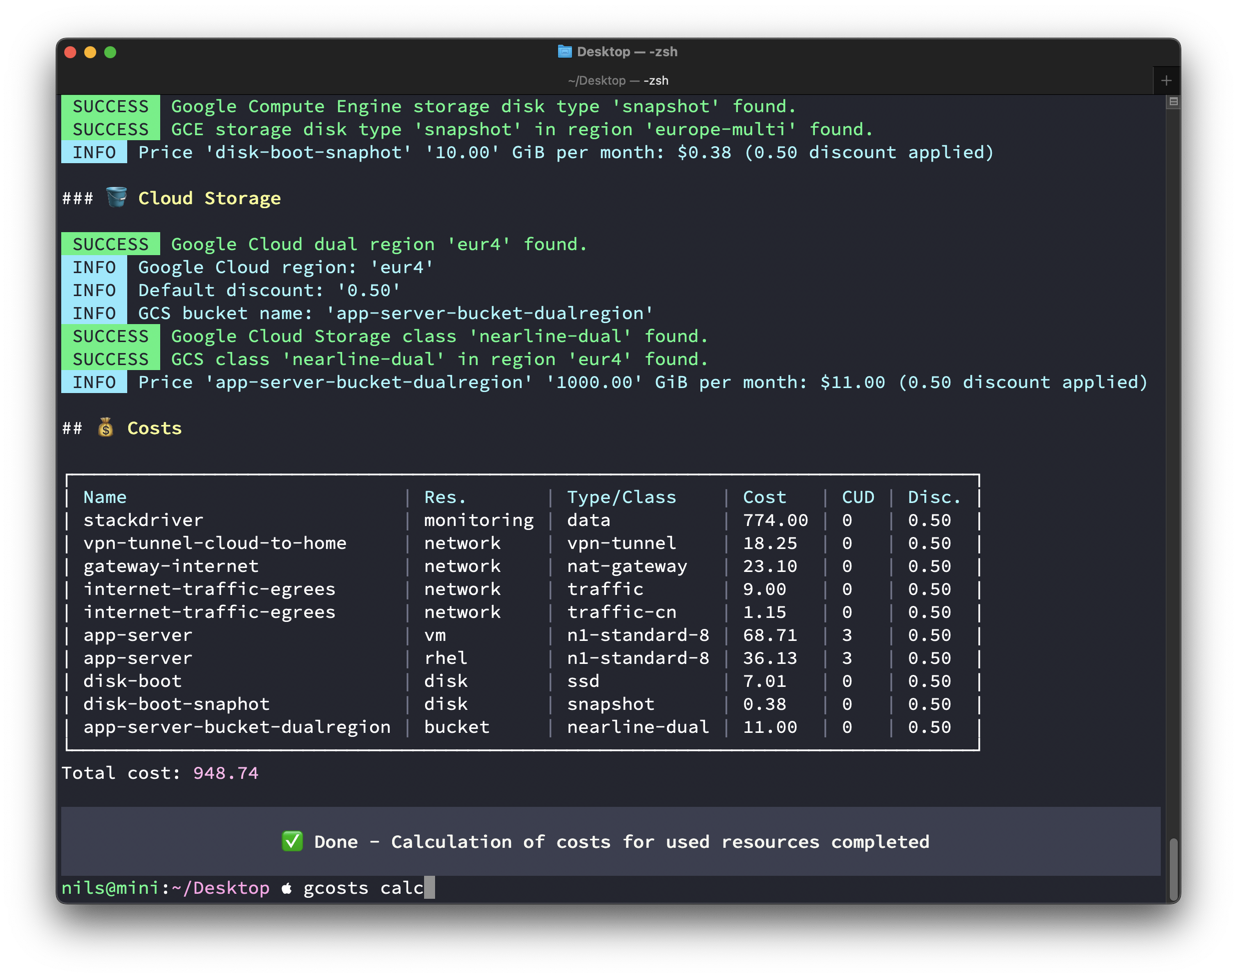 Desktop — -zsh
~/Desktop — -zsh
SUCCESS Google Compute Engine storage disk type 'snapshot' found.
SUCCESS GCE storage disk type 'snapshot' in region 'europe-multi' found.
INFO Price 'disk-boot-snaphot' '10.00' GiB per month: $0.38 (0.50 discount applied)
### 🪣 Cloud Storage
SUCCESS Google Cloud dual region 'eur4' found.
INFO Google Cloud region: 'eur4'
INFO Default discount: '0.50'
INFO GCS bucket name: 'app-server-bucket-dualregion'
SUCCESS Google Cloud Storage class 'nearline-dual' found.
SUCCESS GCS class 'nearline-dual' in region 'eur4' found.
INFO Price 'app-server-bucket-dualregion' '1000.00' GiB per month: $11.00 (0.50 discount applied)
## 💰 Costs
| Name | Res. | Type/Class | Cost | CUD | Disc. |
| stackdriver | monitoring | data | 774.00 | 0 | 0.50 |
| vpn-tunnel-cloud-to-home | network | vpn-tunnel | 18.25 | 0 | 0.50 |
| gateway-internet | network | nat-gateway | 23.10 | 0 | 0.50 |
| internet-traffic-egrees | network | traffic | 9.00 | 0 | 0.50 |
| internet-traffic-egrees | network | traffic-cn | 1.15 | 0 | 0.50 |
| app-server | vm | n1-standard-8 | 68.71 | 3 | 0.50 |
| app-server | rhel | n1-standard-8 | 36.13 | 3 | 0.50 |
| disk-boot | disk | ssd | 7.01 | 0 | 0.50 |
| disk-boot-snaphot | disk | snapshot | 0.38 | 0 | 0.50 |
| app-server-bucket-dualregion | bucket | nearline-dual | 11.00 | 0 | 0.50 |
Total cost: 948.74
✅ Done - Calculation of costs for used resources completed
nils@mini:~/Desktop  gcosts calc